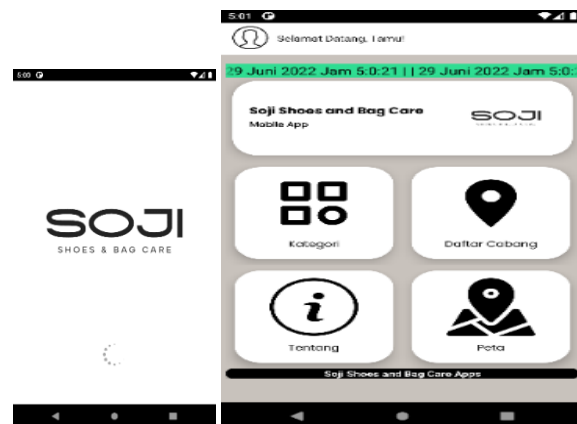 5:00
SOJI
SHOES & BAG CARE
5:01
Selamat Datang, Tamu!
29 Juni 2022 Jam 5:0:21 || 29 Juni 2022 Jam 5:0:
Soji Shoes and Bag Care
Mobile App
SOJI
Kategori
Daftar Cabang
Tentang
Peta
Soji Shoes and Bag Care Apps